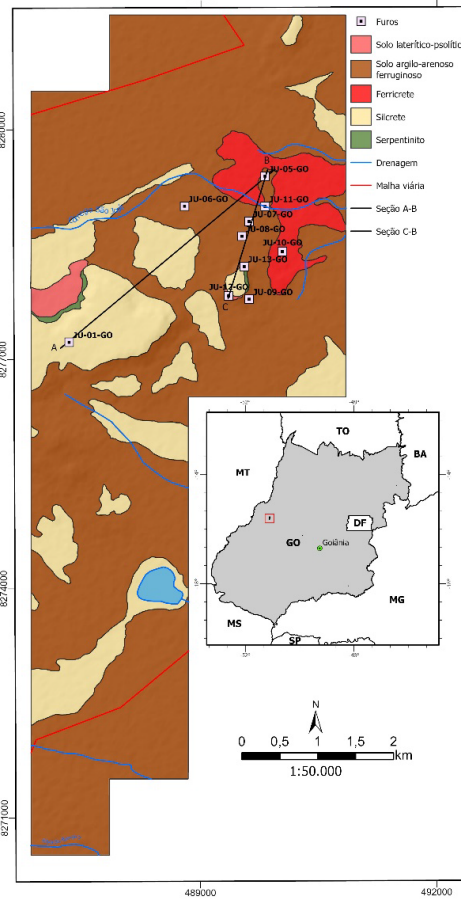 Furos
Solo laterítico-psolítico
Solo argilo-arenoso
ferruginoso
Ferricrete
Silcrete
Serpentinito
Drenagem
Malha viária
Seção A-B
Seção C-B
8280000
8277000
8274000
8271000
B
JU-05-GO
JU-06-GO
JU-11-GO
JU-07-GO
JU-08-GO
JU-10-GO
JU-13-GO
JU-12-GO
JU-09-GO
C
JU-01-GO
A
TO
MT
BA
DF
GO
Goiânia
MG
MS
SP
N
0 0,5 1 1,5 2
km
1:50.000
489000
492000